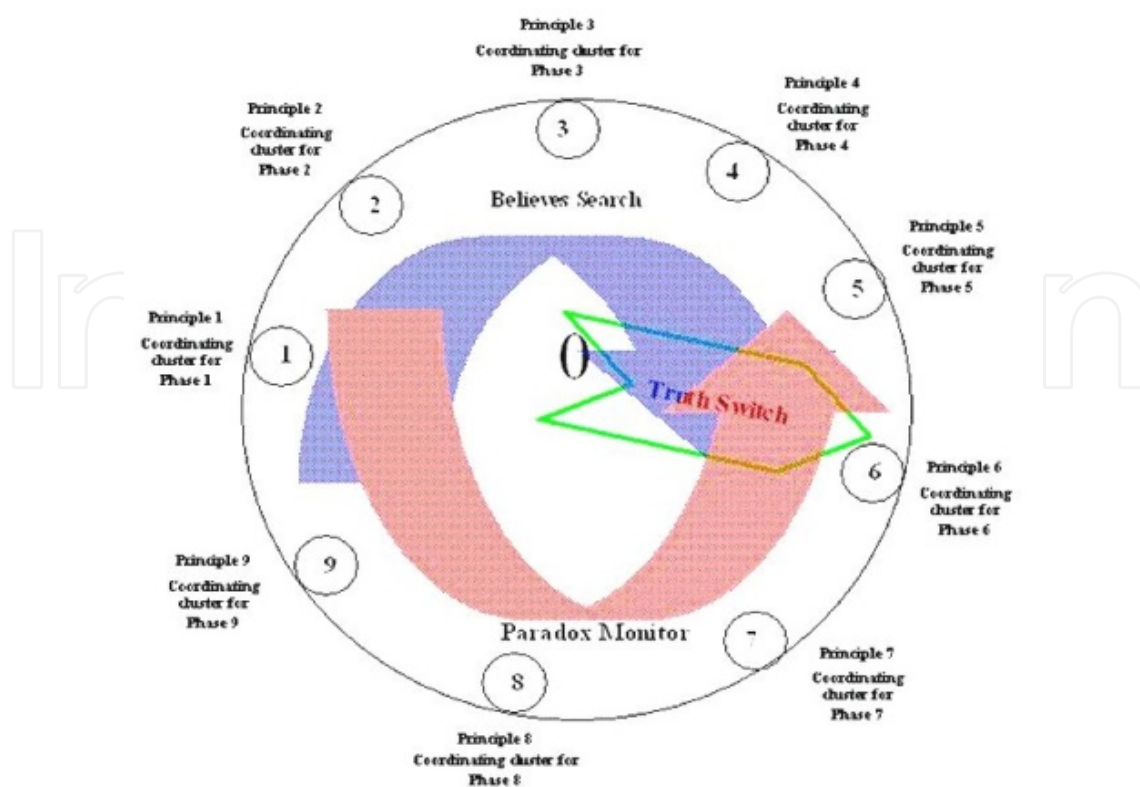 Principle 3
Coordinating cluster for
Phase 3
Principle 4
Coordinating
cluster for
Phase 4
Principle 2
Coordinating
cluster for
Phase 2
3
4
2
Believes Search
Principle 5
Coordinating
cluster for
Phase 5
5
Principle 1
Coordinating
cluster for
Phase 1
1
0
Truth Switch
6
Principle 6
Coordinating
cluster for
Phase 6
Principle 9
Coordinating
cluster for
Phase 9
9
Paradox Monitor
7
Principle 7
Coordinating
cluster for
Phase 7
8
Principle 8
Coordinating cluster for
Phase 8